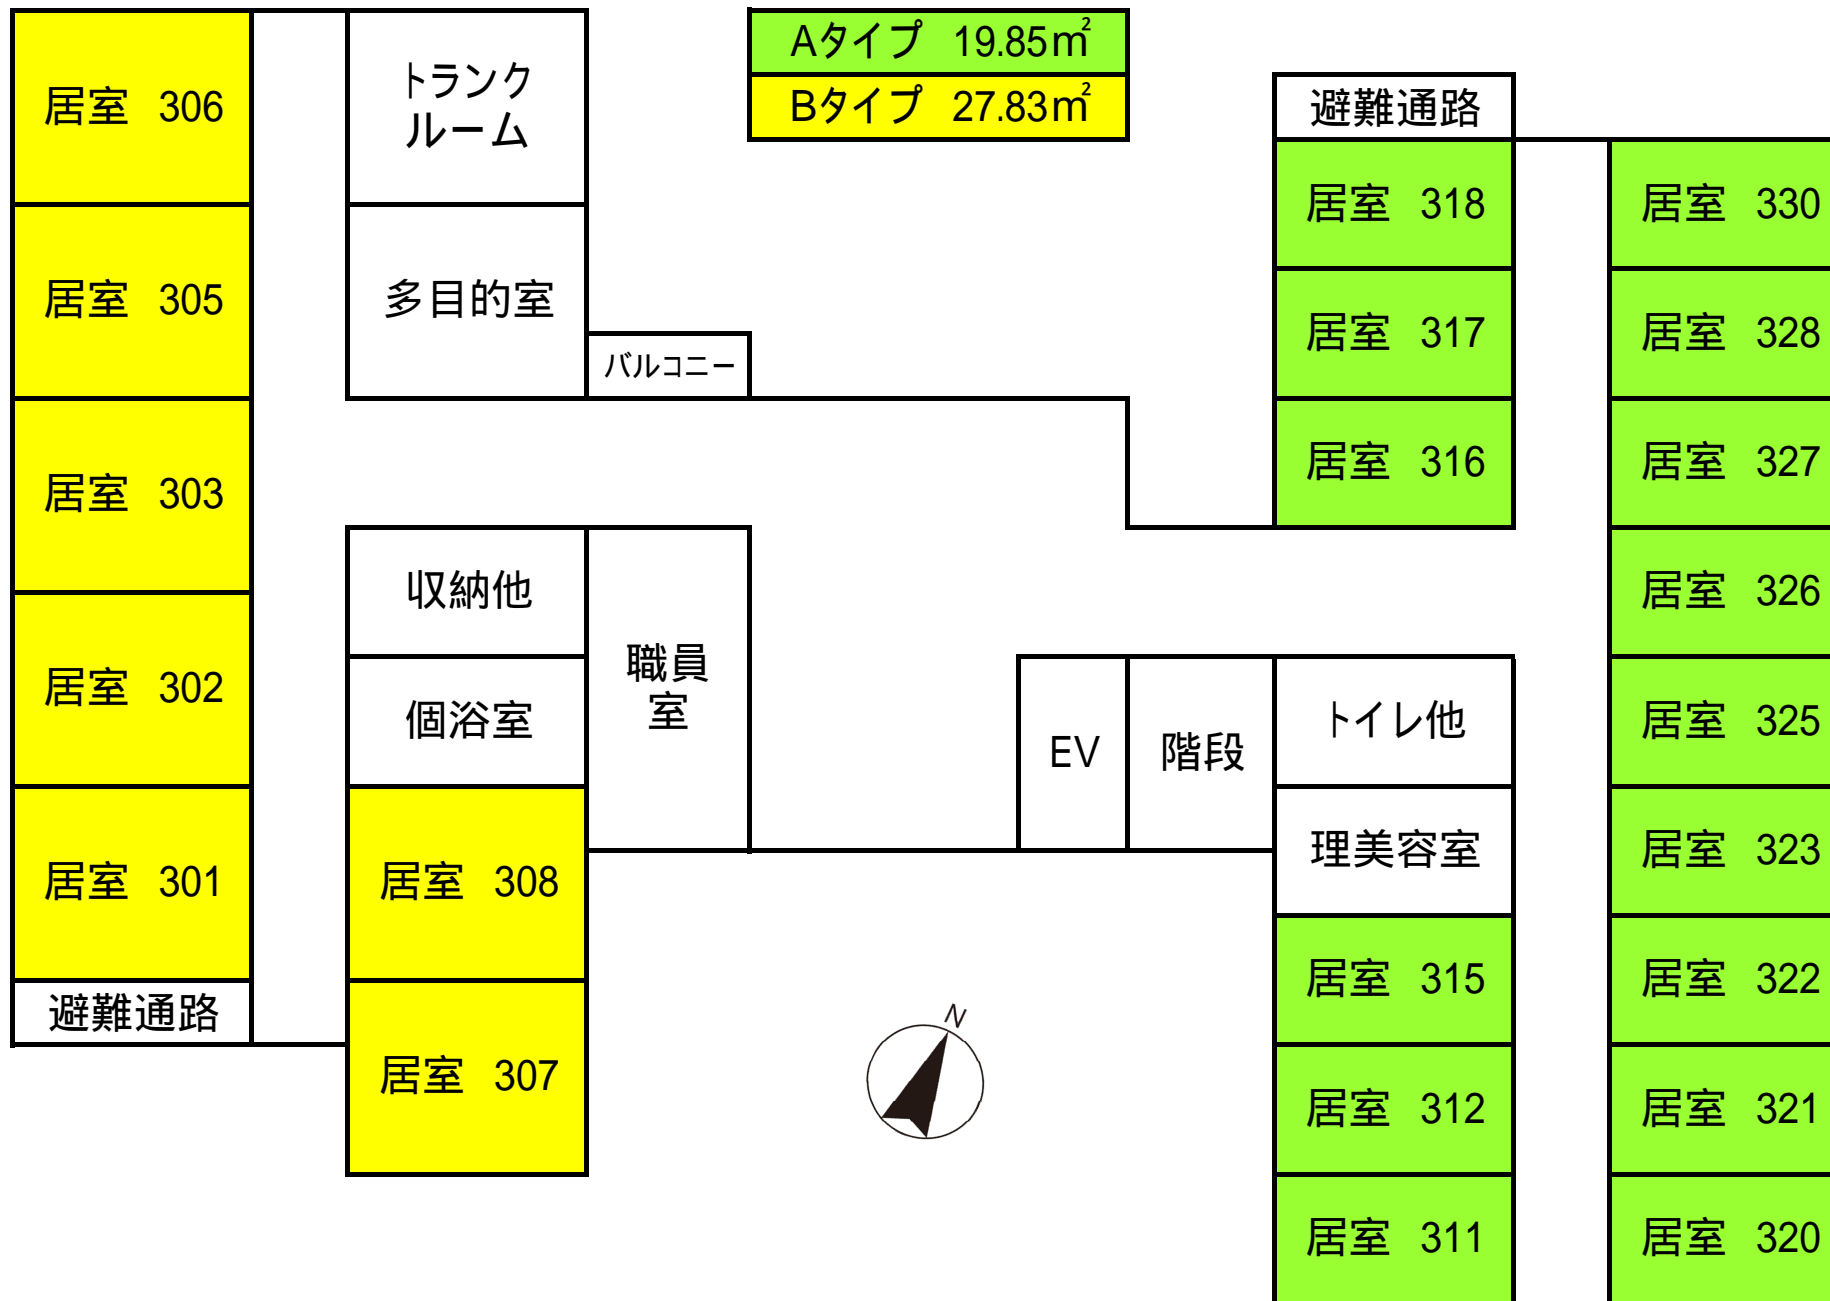 Aタイプ 19.85㎡
Bタイプ 27.83㎡
居室 306
トランク
ルーム
避難通路
居室 318
居室 330
居室 305
多目的室
バルコニー
居室 317
居室 328
居室 303
居室 316
居室 327
収納他
職員
室
居室 326
居室 302
個浴室
EV
階段
トイレ他
居室 325
居室 301
居室 308
理美容室
居室 323
避難通路
居室 307
居室 315
居室 322
N
居室 312
居室 321
居室 311
居室 320